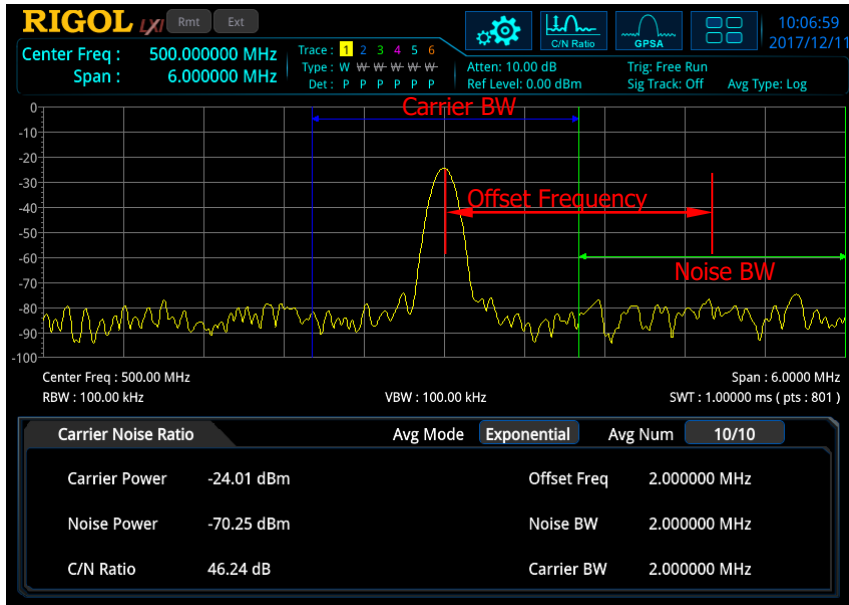 RIGOL LXI Rmt Ext
C/N Ratio GPSA 10:06:59
2017/12/11
Center Freq : 500.000000 MHz
Span : 6.000000 MHz
Trace : 1 2 3 4 5 6
Type : W W W W W W
Det : P P P P P P
Atten: 10.00 dB
Ref Level: 0.00 dBm
Trig: Free Run
Sig Track: Off Avg Type: Log
Carrier BW
Offset Frequency
Noise BW
0
-10
-20
-30
-40
-50
-60
-70
-80
-90
-100
Center Freq : 500.00 MHz Span : 6.0000 MHz
RBW : 100.00 kHz VBW : 100.00 kHz SWT : 1.00000 ms ( pts : 801 )
Carrier Noise Ratio Avg Mode Exponential Avg Num 10/10
Carrier Power -24.01 dBm Offset Freq 2.000000 MHz
Noise Power -70.25 dBm Noise BW 2.000000 MHz
C/N Ratio 46.24 dB Carrier BW 2.000000 MHz